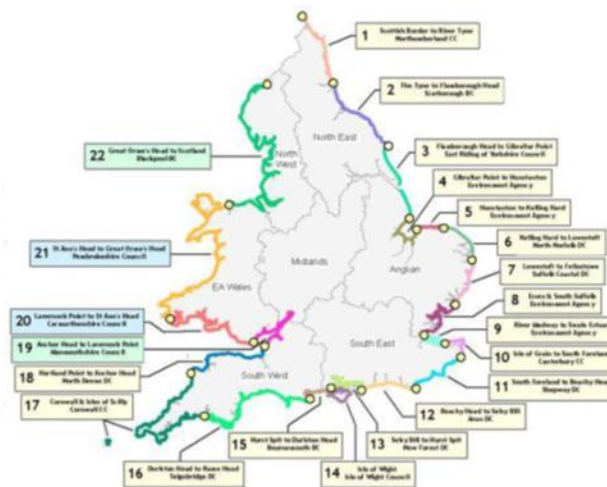 1
Scottish Border to River Tyne
Northumberland CC
2
The Tyne to Flamborough Head
Scarborough BC
3
Flamborough Head to Gibraltar Point
East Riding of Yorkshire Council
4
Gibraltar Point to Hunstanton
Environment Agency
5
Hunstanton to Kelling Hard
Environment Agency
6
Kelling Hard to Lowestoft
North Norfolk DC
7
Lowestoft to Felixstowe
Suffolk Coastal DC
8
Essex & South Suffolk
Environment Agency
9
River Medway to Swale Estuary
Environment Agency
10
Isle of Grain to South Foreland
Canterbury CC
11
South Foreland to Beachy Head
Shepway DC
12
Beachy Head to Selsey Bill
Arun DC
13
Selsey Bill to Hurst Spit
New Forest DC
14
Isle of Wight
Isle of Wight Council
15
Hurst Spit to Durlston Head
Bournemouth BC
16
Durlston Head to Rame Head
Teignbridge DC
17
Cornwall & Isles of Scilly
Cornwall CC
18
Hartland Point to Anchor Head
North Devon DC
19
Anchor Head to Lavernock Point
Monmouthshire Council
20
Lavernock Point to St Ann's Head
Carmarthenshire Council
21
St Ann's Head to Great Orme's Head
Pembrokeshire Council
22
Great Orme's Head to Scotland
Blackpool BC
North East
North West
Midlands
Anglian
EA Wales
South East
South West